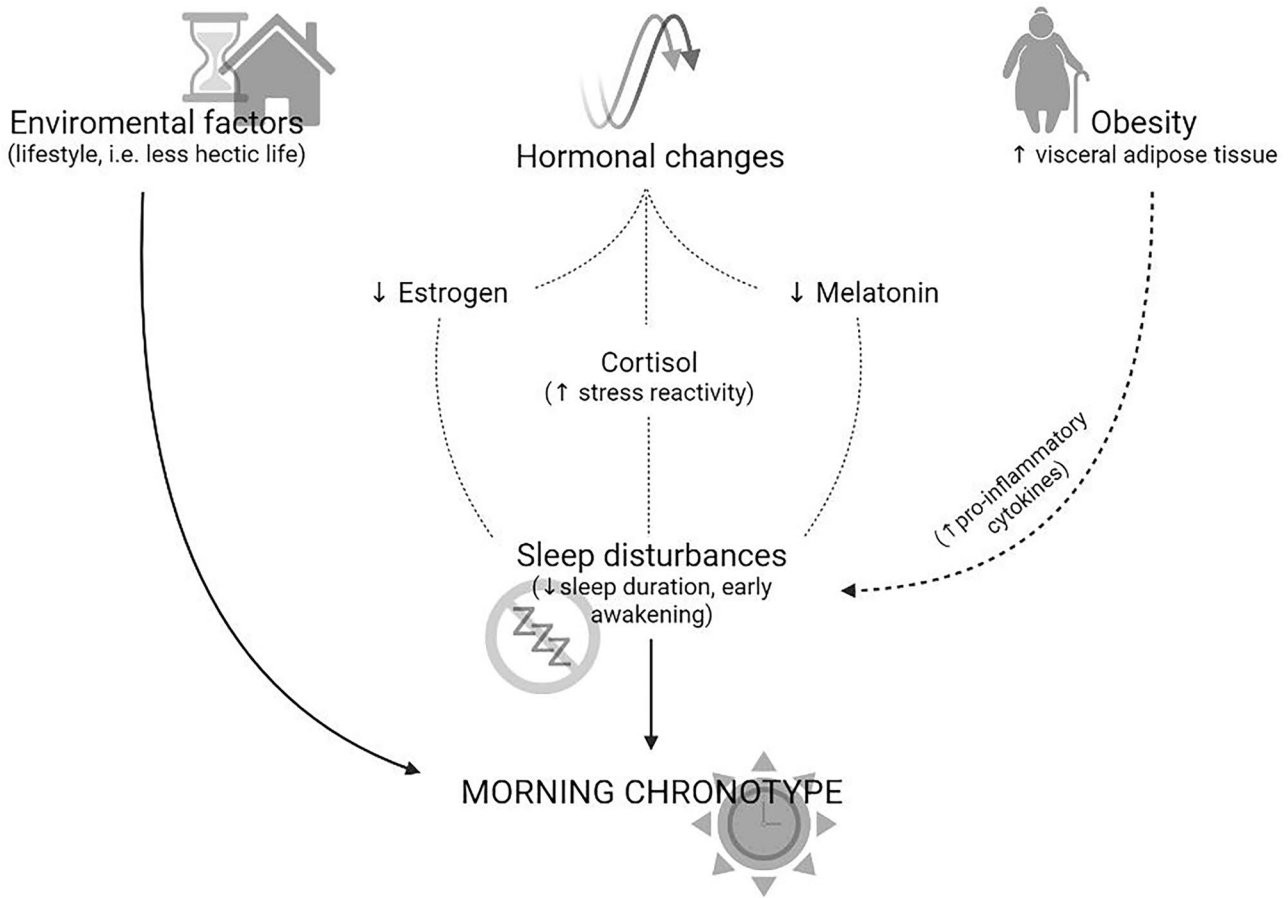 Enviromental factors
(lifestyle, i.e. less hectic life)
Hormonal changes
Obesity
↑ visceral adipose tissue
↓ Estrogen
↓ Melatonin
Cortisol
(↑ stress reactivity)
(↑pro-inflammatory
cytokines)
Sleep disturbances
(↓sleep duration, early
awakening)
ZZZ
MORNING CHRONOTYPE